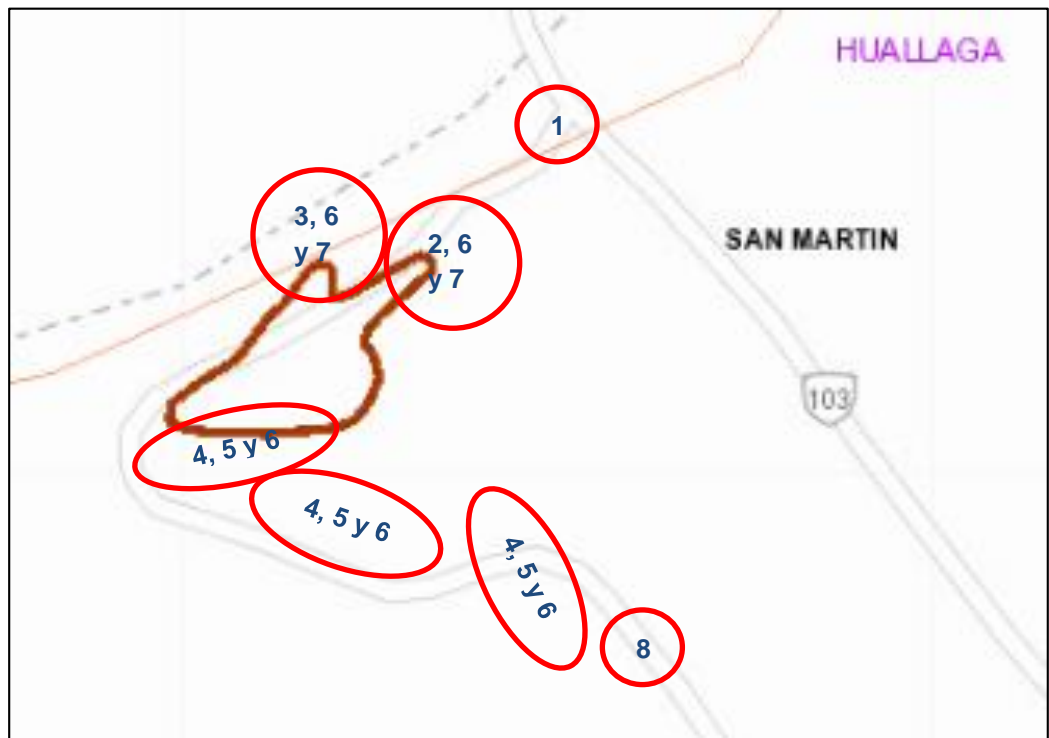 HUALLAGA
1
3, 6
y 7
2, 6
y 7
SAN MARTIN
103
4, 5 y 6
4, 5 y 6
4, 5 y 6
8